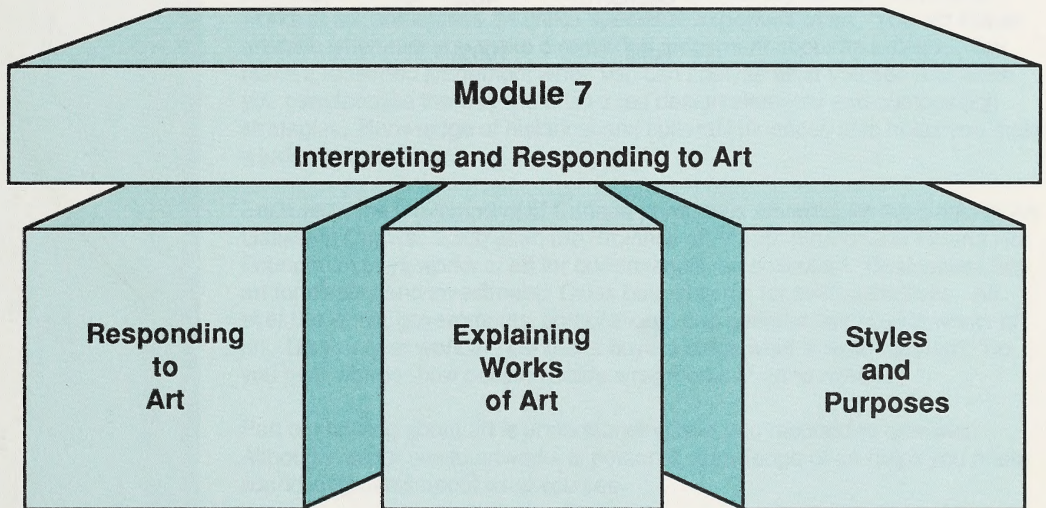 Module 7
Interpreting and Responding to Art
Responding
to
Art
Explaining
Works
of Art
Styles
and
Purposes